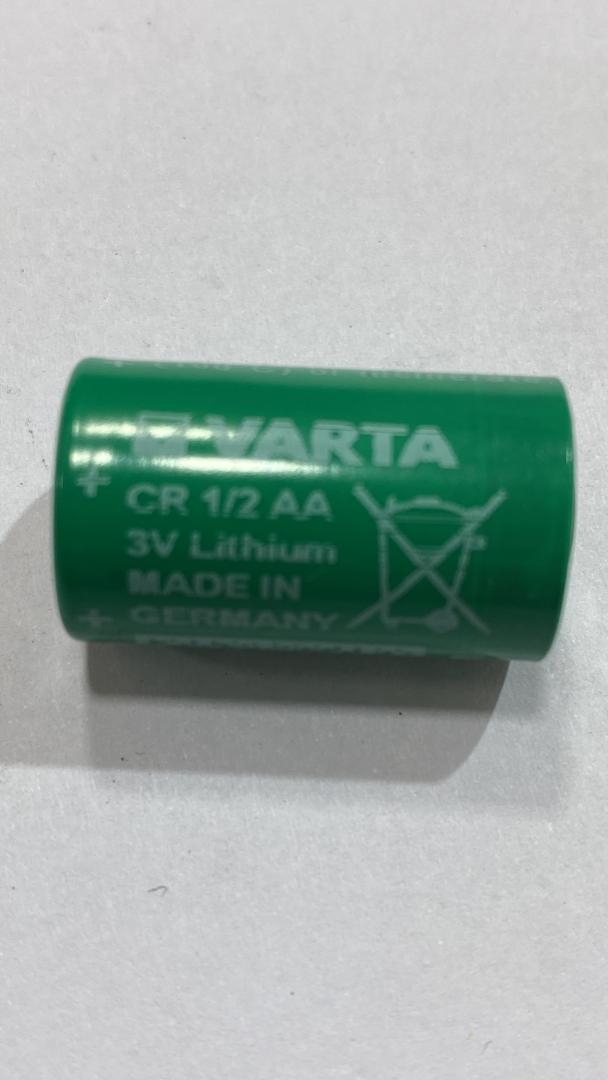 VARTA
+
CR 1/2 AA
3V Lithium
MADE IN
+ GERMANY